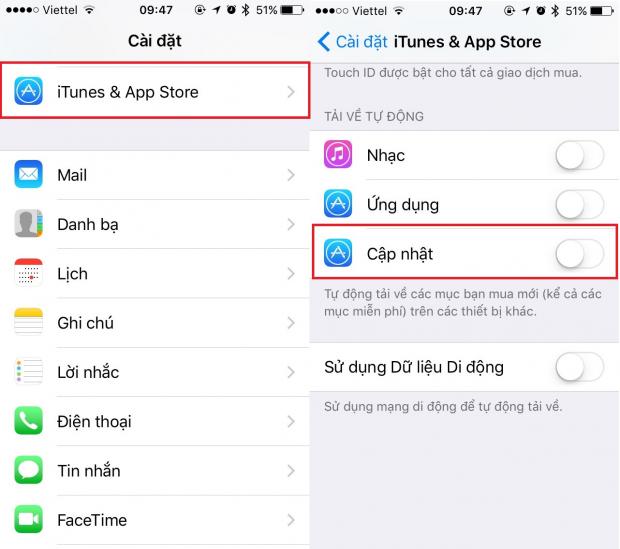 Viettel 09:47 51%
Cài đặt
iTunes & App Store
Mail
Danh bạ
Lịch
Ghi chú
Lời nhắc
Điện thoại
Tin nhắn
FaceTime
Viettel 09:47 51%
Cài đặt iTunes & App Store
Touch ID được bật cho tất cả giao dịch mua.
TẢI VỀ TỰ ĐỘNG
Nhạc
Ứng dụng
Cập nhật
Tự động tải về các mục bạn mua mới (kể cả các
mục miễn phí) trên các thiết bị khác.
Sử dụng Dữ liệu Di động
Sử dụng mạng di động để tự động tải về.